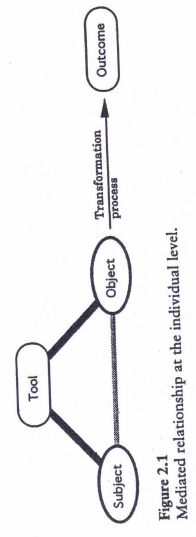 Tool
Subject
Object
Transformation
process
Outcome
Figure 2.1
Mediated relationship at the individual level.